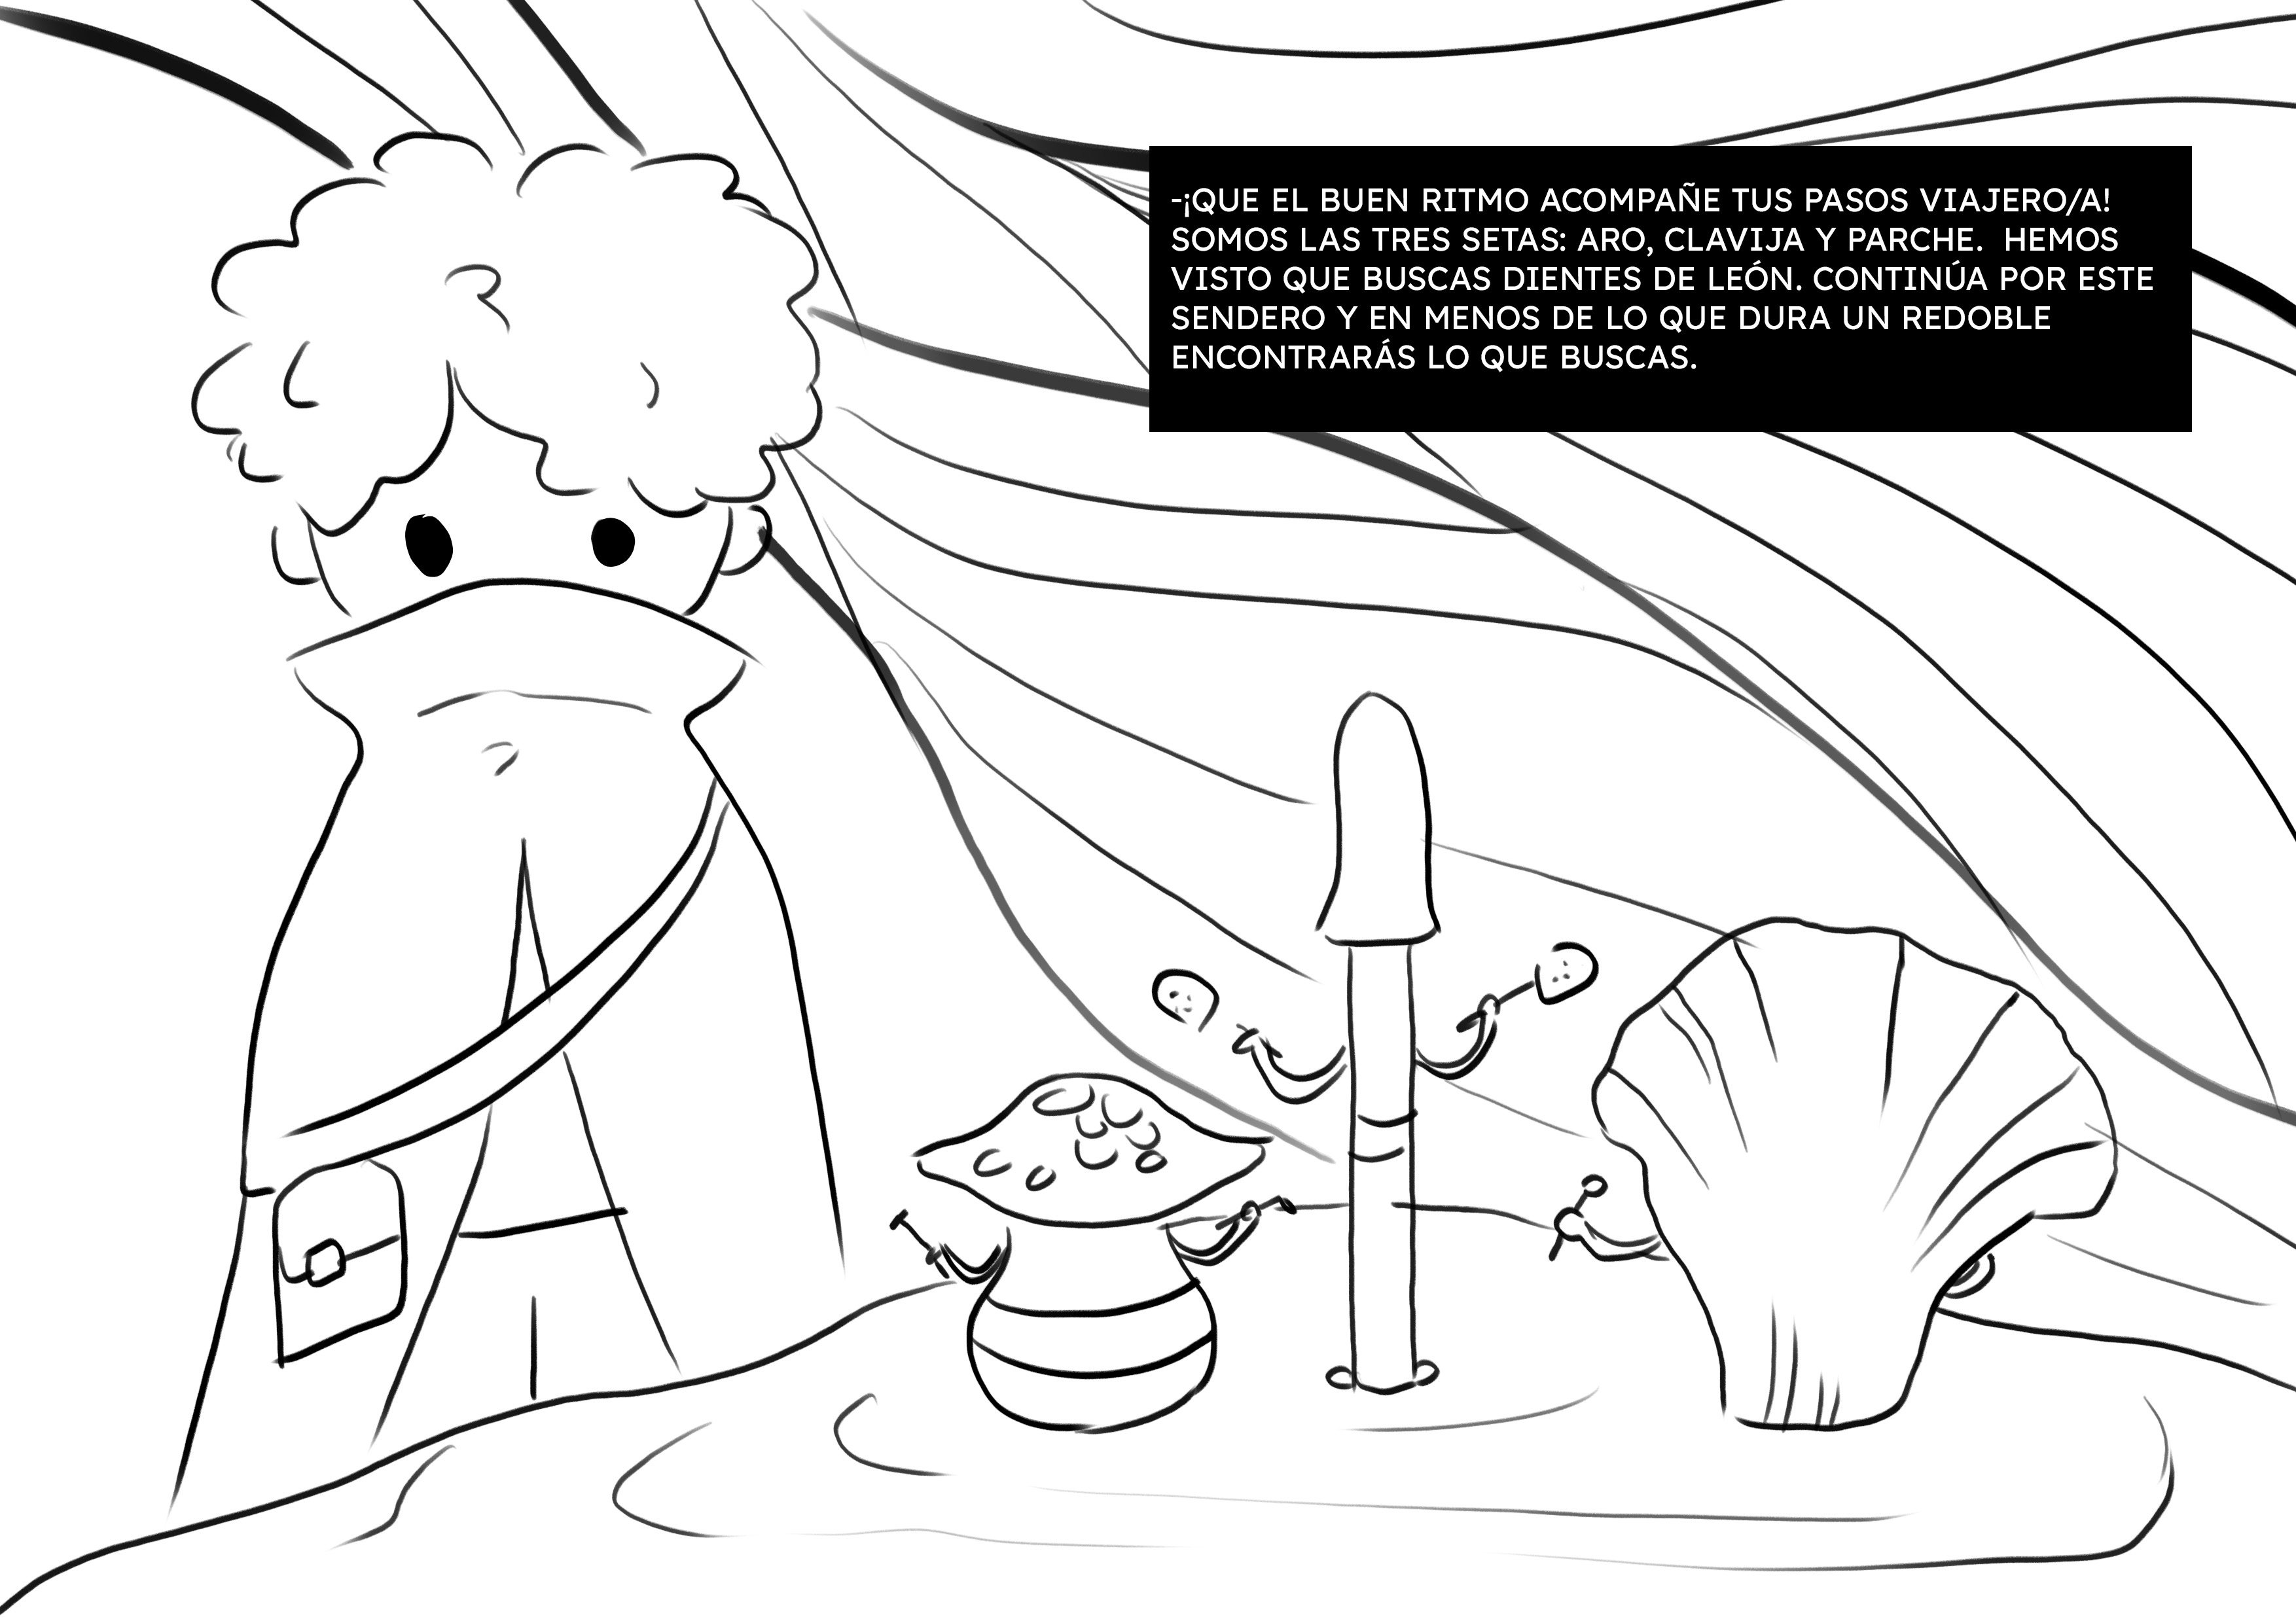 -¡QUE EL BUEN RITMO ACOMPAÑE TUS PASOS VIAJERO/A!
SOMOS LAS TRES SETAS: ARO, CLAVIJA Y PARCHE. HEMOS
VISTO QUE BUSCAS DIENTES DE LEÓN. CONTINÚA POR ESTE
SENDERO Y EN MENOS DE LO QUE DURA UN REDOBLE
ENCONTRARÁS LO QUE BUSCAS.